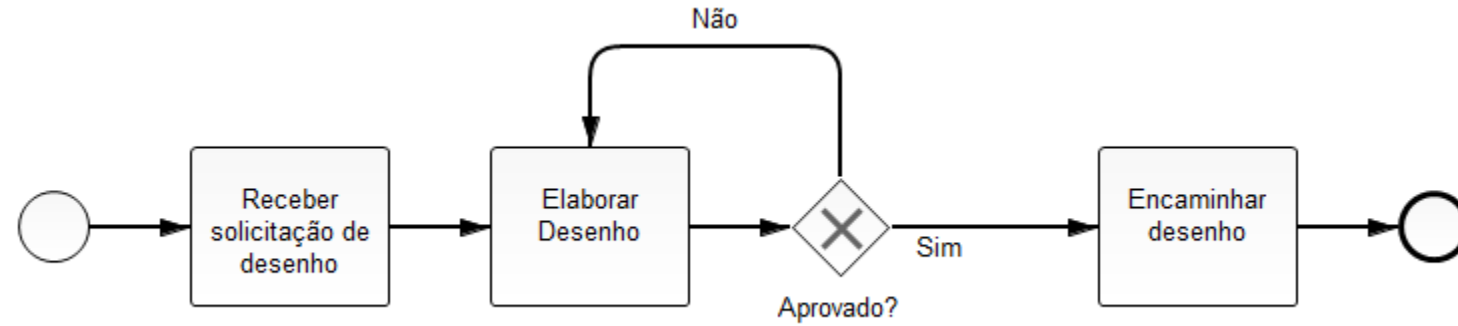 Não
Receber
solicitação de
desenho
Elaborar
Desenho
Sim
Aprovado?
Encaminhar
desenho